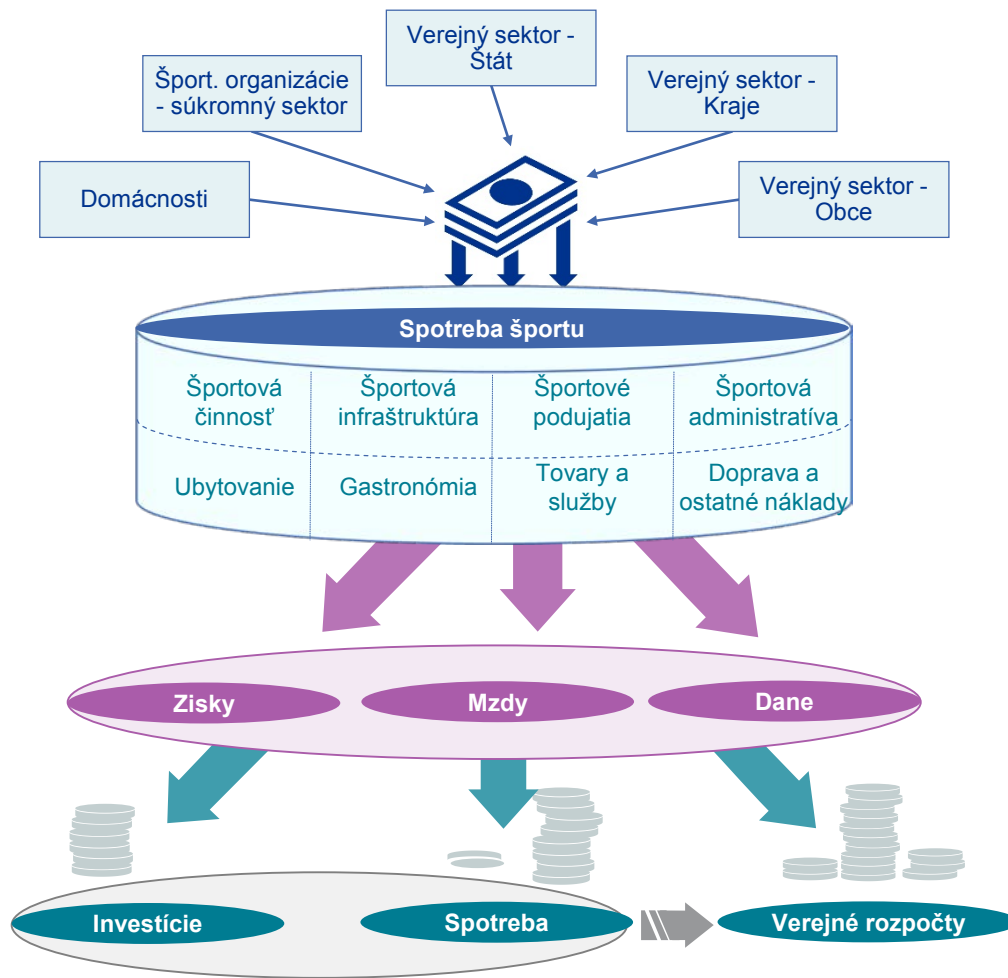 Verejný sektor -
Štát
Šport. organizácie
- súkromný sektor
Verejný sektor -
Kraje
Domácnosti
Verejný sektor -
Obce
Spotreba športu
Športová
činnosť
Športová
infraštruktúra
Športové
podujatia
Športová
administratíva
Ubytovanie
Gastronómia
Tovary a
služby
Doprava a
ostatné náklady
Zisky
Mzdy
Dane
Investície
Spotreba
Verejné rozpočty